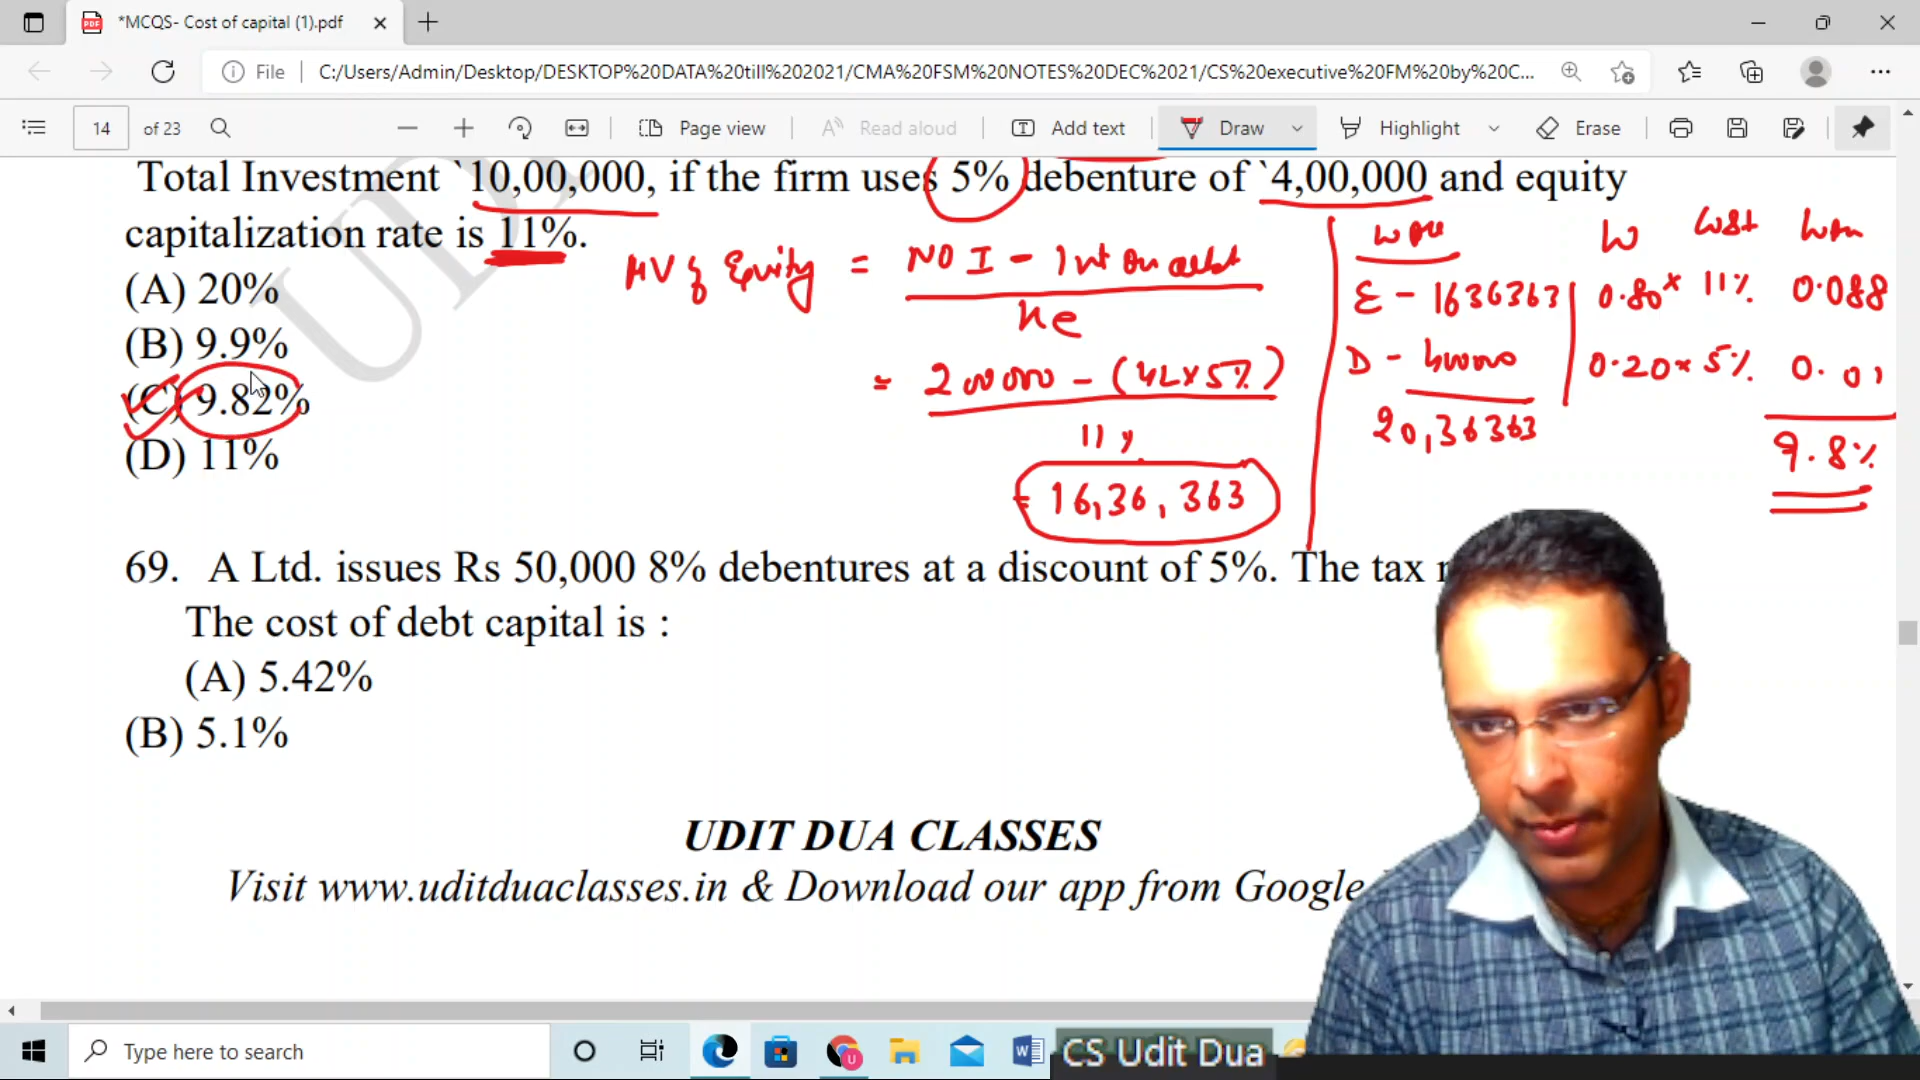 *MCQS- Cost of capital (1).pdf
File C:/Users/Admin/Desktop/DESKTOP%20DATA%20till%202021/CMA%20FSM%20NOTES%20DEC%2021/CS%20executive%20FM%20by%20C...
14 of 23 Page view Read aloud Add text Draw Highlight Erase
Total Investment `10,00,000, if the firm uses 5% debenture of `4,00,000 and equity
capitalization rate is 11%.
(A) 20%
(B) 9.9%
(C) 9.82%
(D) 11%
MV of Equity = NOI - Int on debt
Ke
= 200000 - (4L×5%)
11%
= 16,36,363
W Cost
E - 1636363 0.80× 11% 0.088
D - 400000 0.20× 5% 0.01
20,36363
9.8%
69. A Ltd. issues Rs 50,000 8% debentures at a discount of 5%. The tax
The cost of debt capital is :
(A) 5.42%
(B) 5.1%
UDIT DUA CLASSES
Visit www.uditduaclasses.in & Download our app from Google
Type here to search
CS Udit Dua